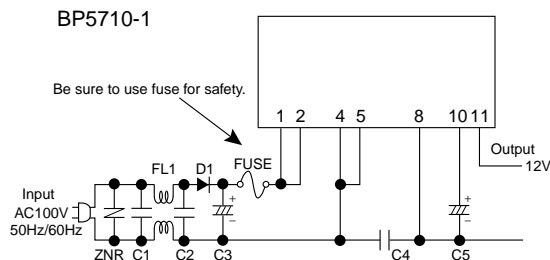 BP5710-1
Be sure to use fuse for safety.
1 2 4 5 8 10 11
Output
12V
FL1 D1 FUSE
Input
AC100V
50Hz/60Hz
+
−
+
−
ZNR C1 C2 C3 C4 C5